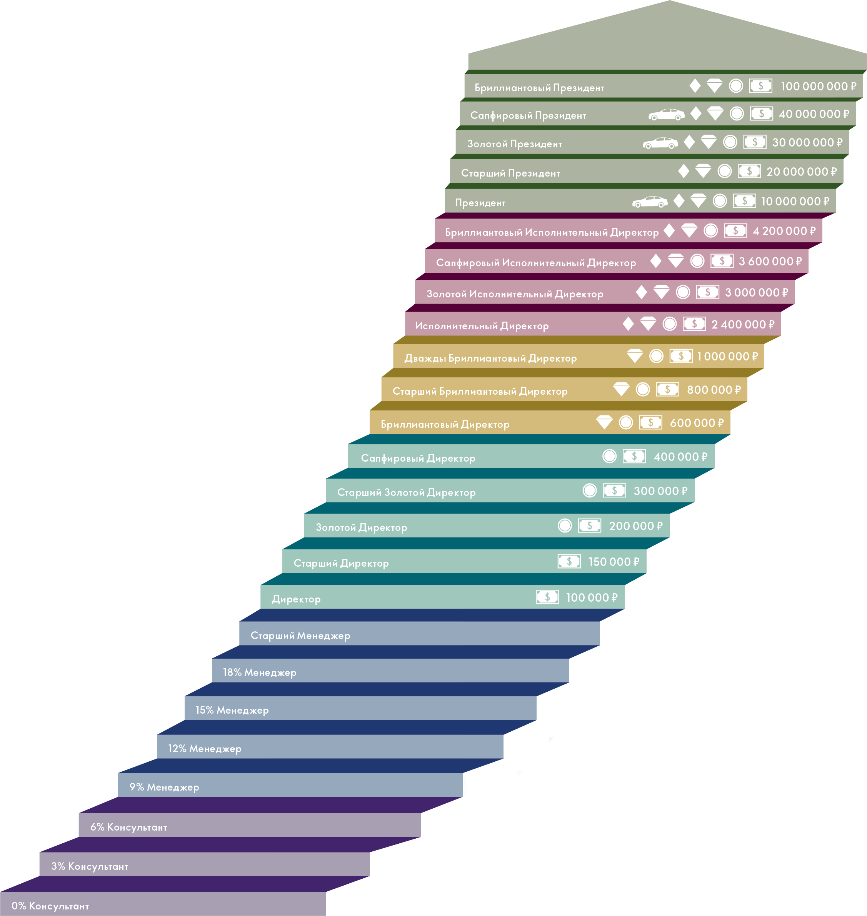 Бриллиантовый Президент $ 100 000 000 ₽
Сапфировый Президент $ 40 000 000 ₽
Золотой Президент $ 30 000 000 ₽
Старший Президент $ 20 000 000 ₽
Президент $ 10 000 000 ₽
Бриллиантовый Исполнительный Директор $ 4 200 000 ₽
Сапфировый Исполнительный Директор $ 3 600 000 ₽
Золотой Исполнительный Директор $ 3 000 000 ₽
Исполнительный Директор $ 2 400 000 ₽
Дважды Бриллиантовый Директор $ 1 000 000 ₽
Старший Бриллиантовый Директор $ 800 000 ₽
Бриллиантовый Директор $ 600 000 ₽
Сапфировый Директор $ 400 000 ₽
Старший Золотой Директор $ 300 000 ₽
Золотой Директор $ 200 000 ₽
Старший Директор $ 150 000 ₽
Директор $ 100 000 ₽
Старший Менеджер
18% Менеджер
15% Менеджер
12% Менеджер
9% Менеджер
6% Консультант
3% Консультант
0% Консультант